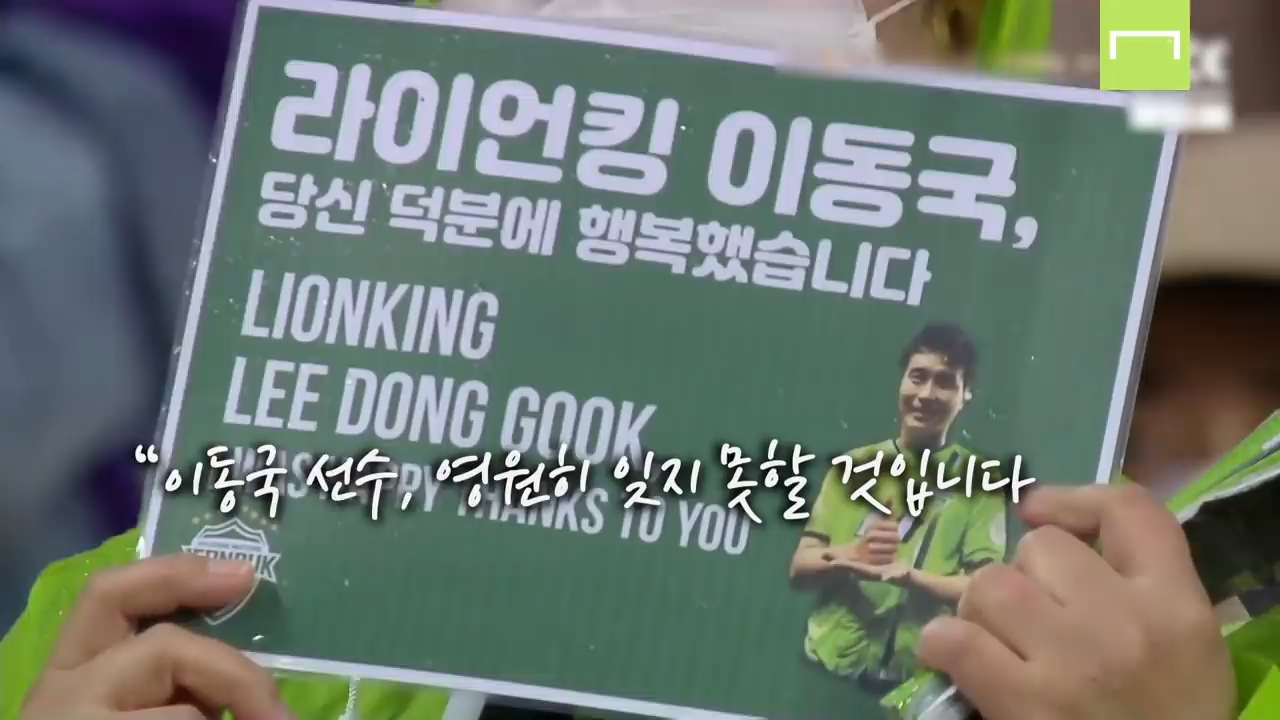 라이언킹 이동국,
당신 덕분에 행복했습니다
LIONKING
LEE DONG GOOK
THANKS TO YOU
“이동국 선수, 영원히 잊지 못할 것입니다